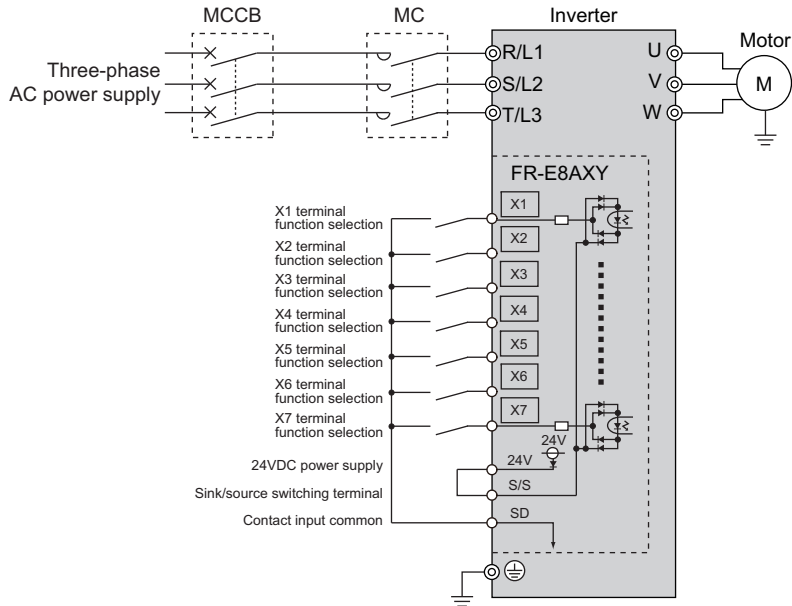 MCCB
MC
Inverter
Motor
Three-phase
AC power supply
R/L1
S/L2
T/L3
U
V
W
M
FR-E8AXY
X1 terminal
function selection
X1
X2 terminal
function selection
X2
X3 terminal
function selection
X3
X4 terminal
function selection
X4
X5 terminal
function selection
X5
X6 terminal
function selection
X6
X7 terminal
function selection
X7
24V
24VDC power supply
24V
Sink/source switching terminal
S/S
Contact input common
SD